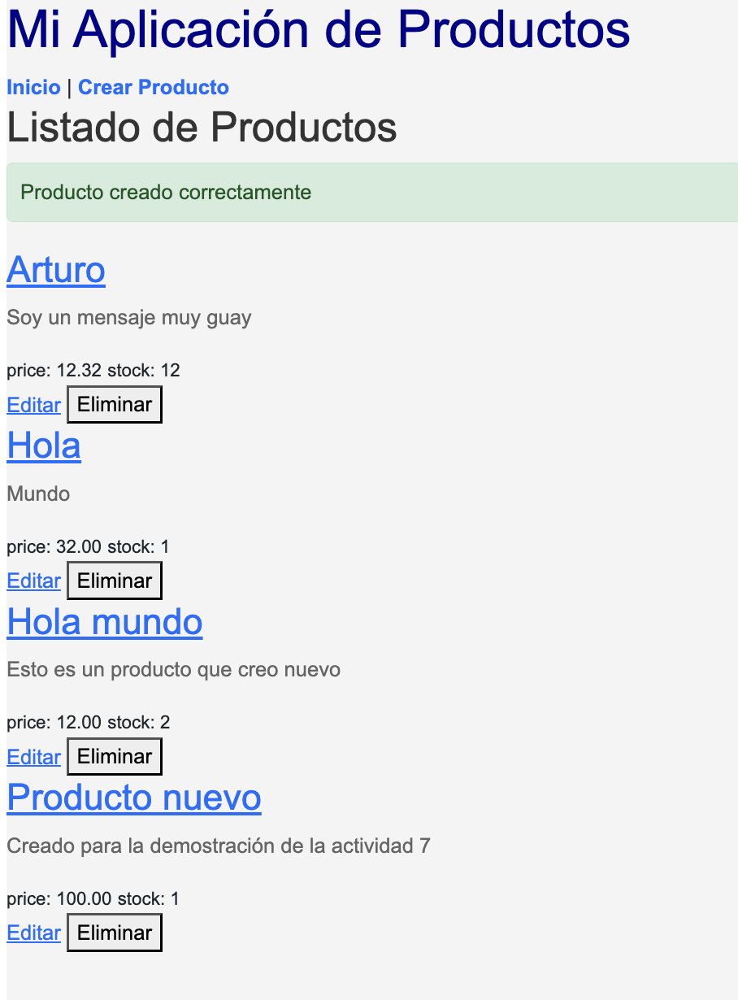 Mi Aplicación de Productos
Inicio | Crear Producto
Listado de Productos
Producto creado correctamente
Arturo
Soy un mensaje muy guay
price: 12.32 stock: 12
Editar Eliminar
Hola
Mundo
price: 32.00 stock: 1
Editar Eliminar
Hola mundo
Esto es un producto que creo nuevo
price: 12.00 stock: 2
Editar Eliminar
Producto nuevo
Creado para la demostración de la actividad 7
price: 100.00 stock: 1
Editar Eliminar